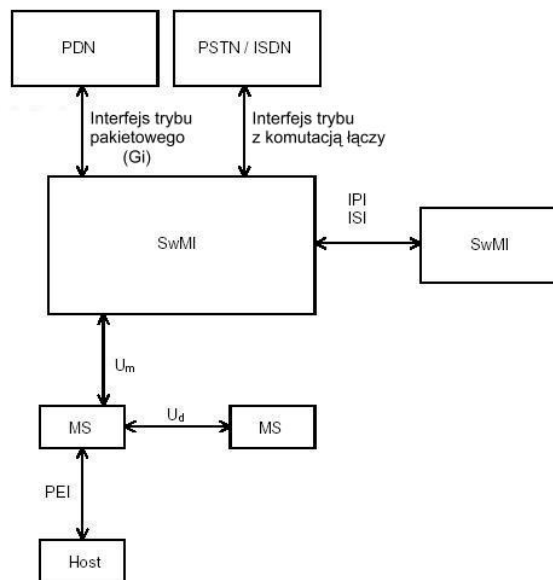 PDN
PSTN / ISDN
Interfejs trybu
pakietowego
(Gi)
Interfejs trybu
z komutacją łączy
SwMI
IPI
ISI
SwMI
Um
MS
Ud
MS
PEI
Host